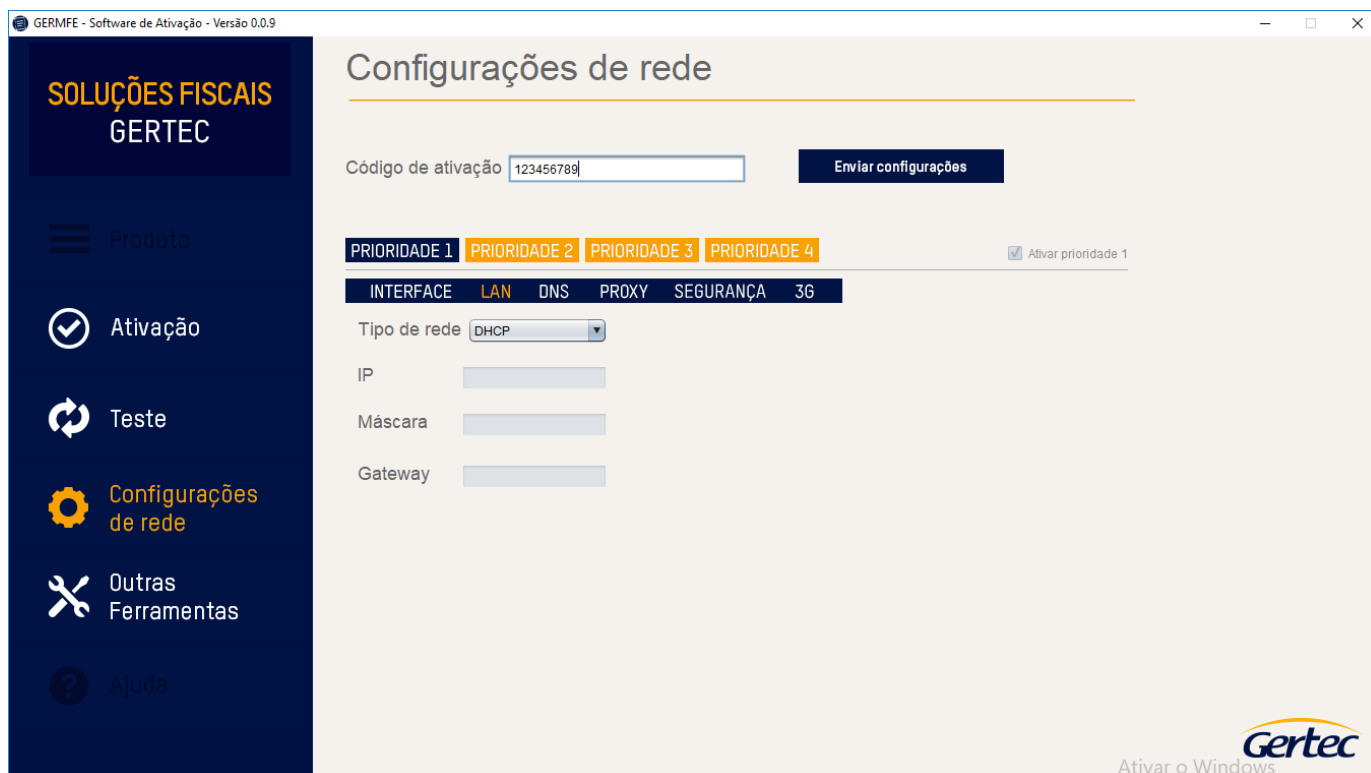 GERMFE - Software de Ativação - Versão 0.0.9
SOLUÇÕES FISCAIS
GERTEC
Produto
Ativação
Teste
Configurações
de rede
Outras
Ferramentas
Ajuda
Configurações de rede
Código de ativação 123456789 Enviar configurações
PRIORIDADE 1 PRIORIDADE 2 PRIORIDADE 3 PRIORIDADE 4 Ativar prioridade 1
INTERFACE LAN DNS PROXY SEGURANÇA 3G
Tipo de rede DHCP
IP
Máscara
Gateway
Gertec
Ativar o Windows